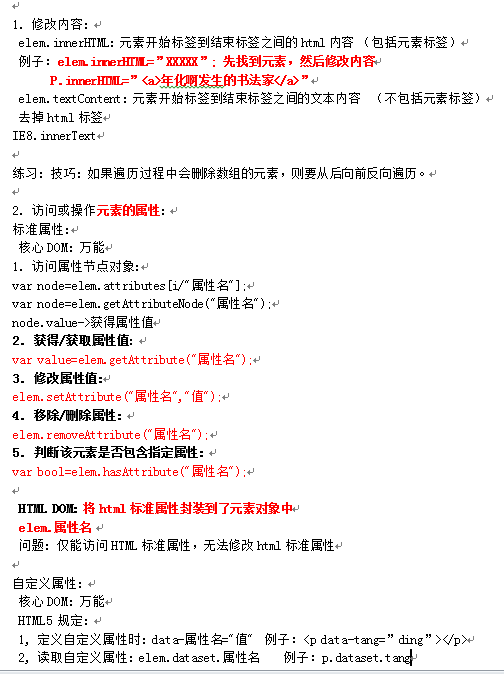 1. 修改内容:
elem.innerHTML: 元素开始标签到结束标签之间的html内容 (包括元素标签)
例子: elem.innerHTML="XXXXX"; 先找到元素, 然后修改内容
P.innerHTML="<a>年化啊发生的书法家</a>"
elem.textContent: 元素开始标签到结束标签之间的文本内容 (不包括元素标签)
去掉html标签
IE8.innerText
练习: 技巧: 如果遍历过程中会删除数组的元素, 则要从后向前反向遍历。
2. 访问或操作元素的属性:
标准属性:
核心DOM: 万能
1. 访问属性节点对象:
var node=elem.attributes[i/"属性名"];
var node=elem.getAttributeNode("属性名");
node.value->获得属性值
2. 获得/获取属性值:
var value=elem.getAttribute("属性名");
3. 修改属性值:
elem.setAttribute("属性名","值");
4. 移除/删除属性:
elem.removeAttribute("属性名");
5. 判断该元素是否包含指定属性:
var bool=elem.hasAttribute("属性名");
HTML DOM: 将html标准属性封装到了元素对象中
elem.属性名
问题: 仅能访问HTML标准属性, 无法修改html标准属性
自定义属性:
核心DOM: 万能
HTML5 规定:
1, 定义自定义属性时: data-属性名="值" 例子: <p data-tang="ding"></p>
2, 读取自定义属性: elem.dataset.属性名 例子: p.dataset.tang